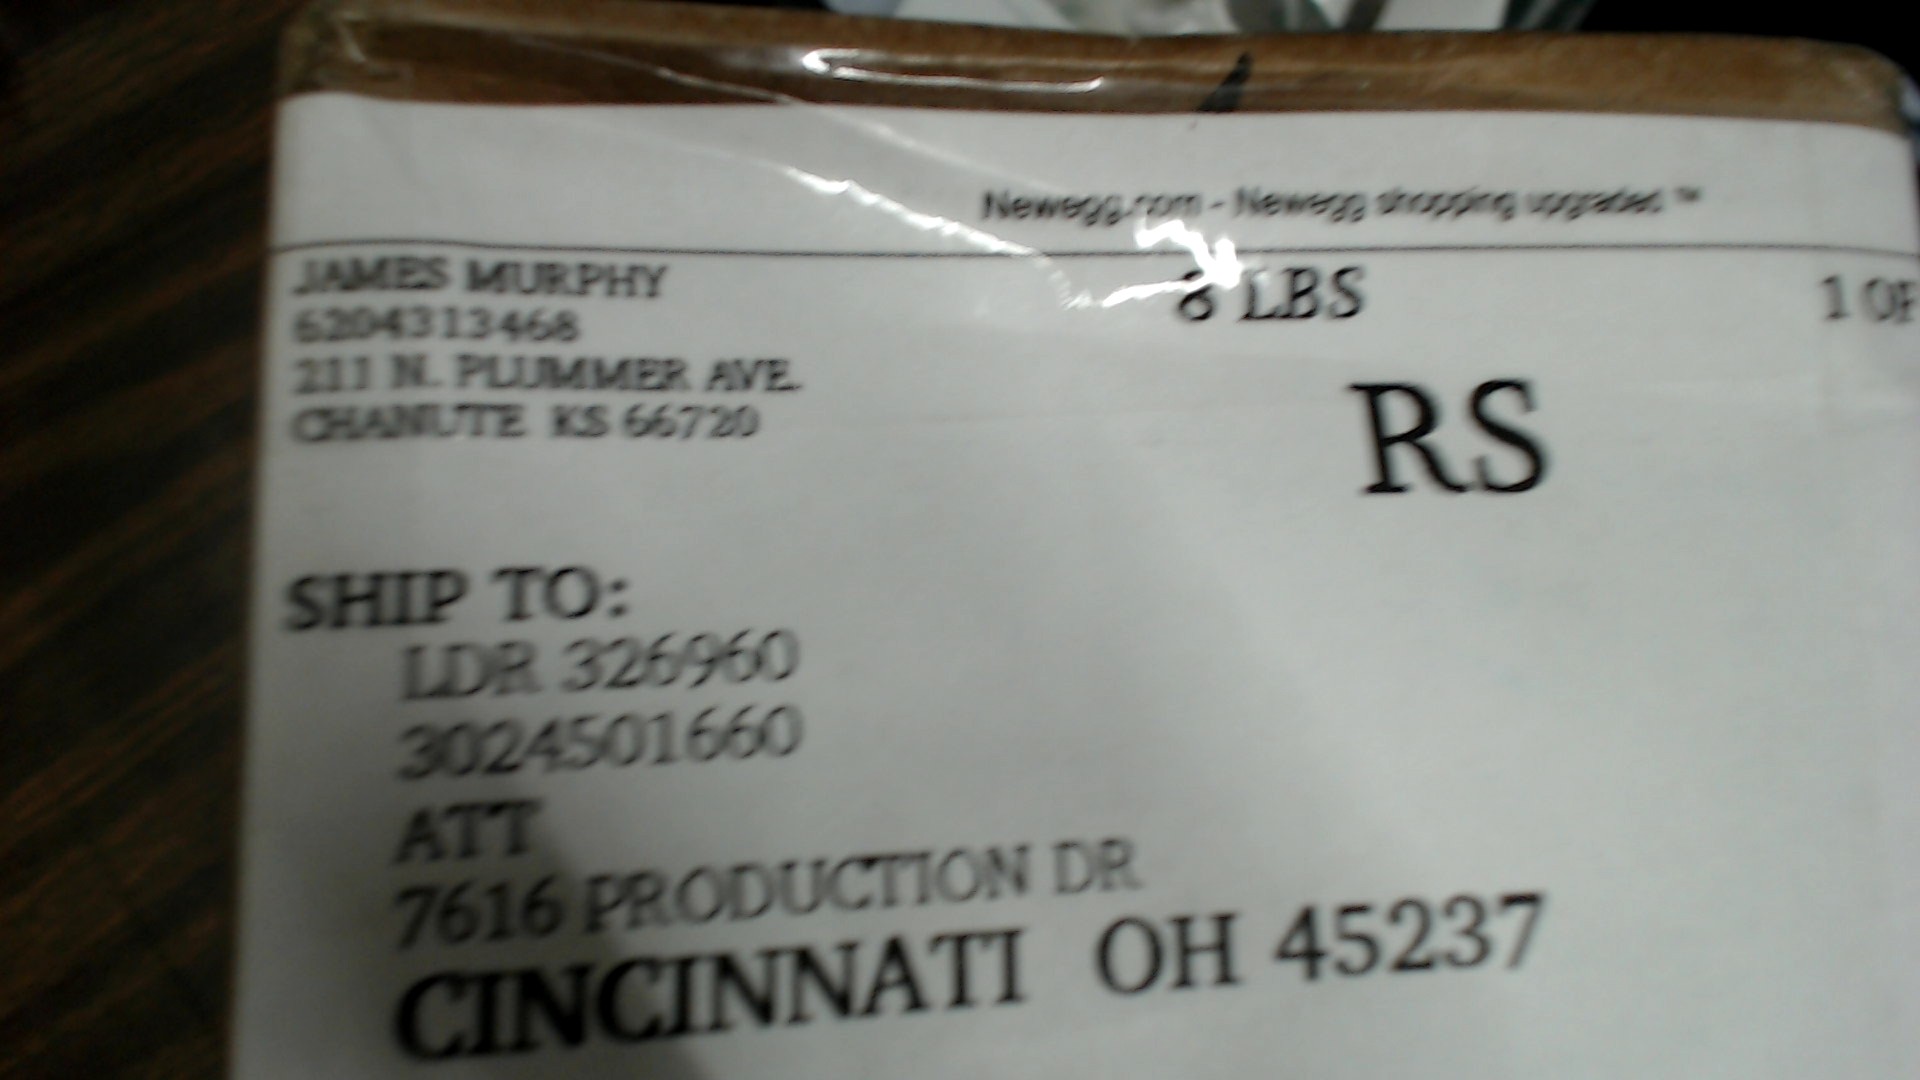 Newegg.com - Newegg shopping upgraded ™
JAMES MURPHY
6204313468
211 N. PLUMMER AVE.
CHANUTE KS 66720
8 LBS
1 OF
RS
SHIP TO:
LDR 326960
3024501660
ATT
7616 PRODUCTION DR
CINCINNATI OH 45237